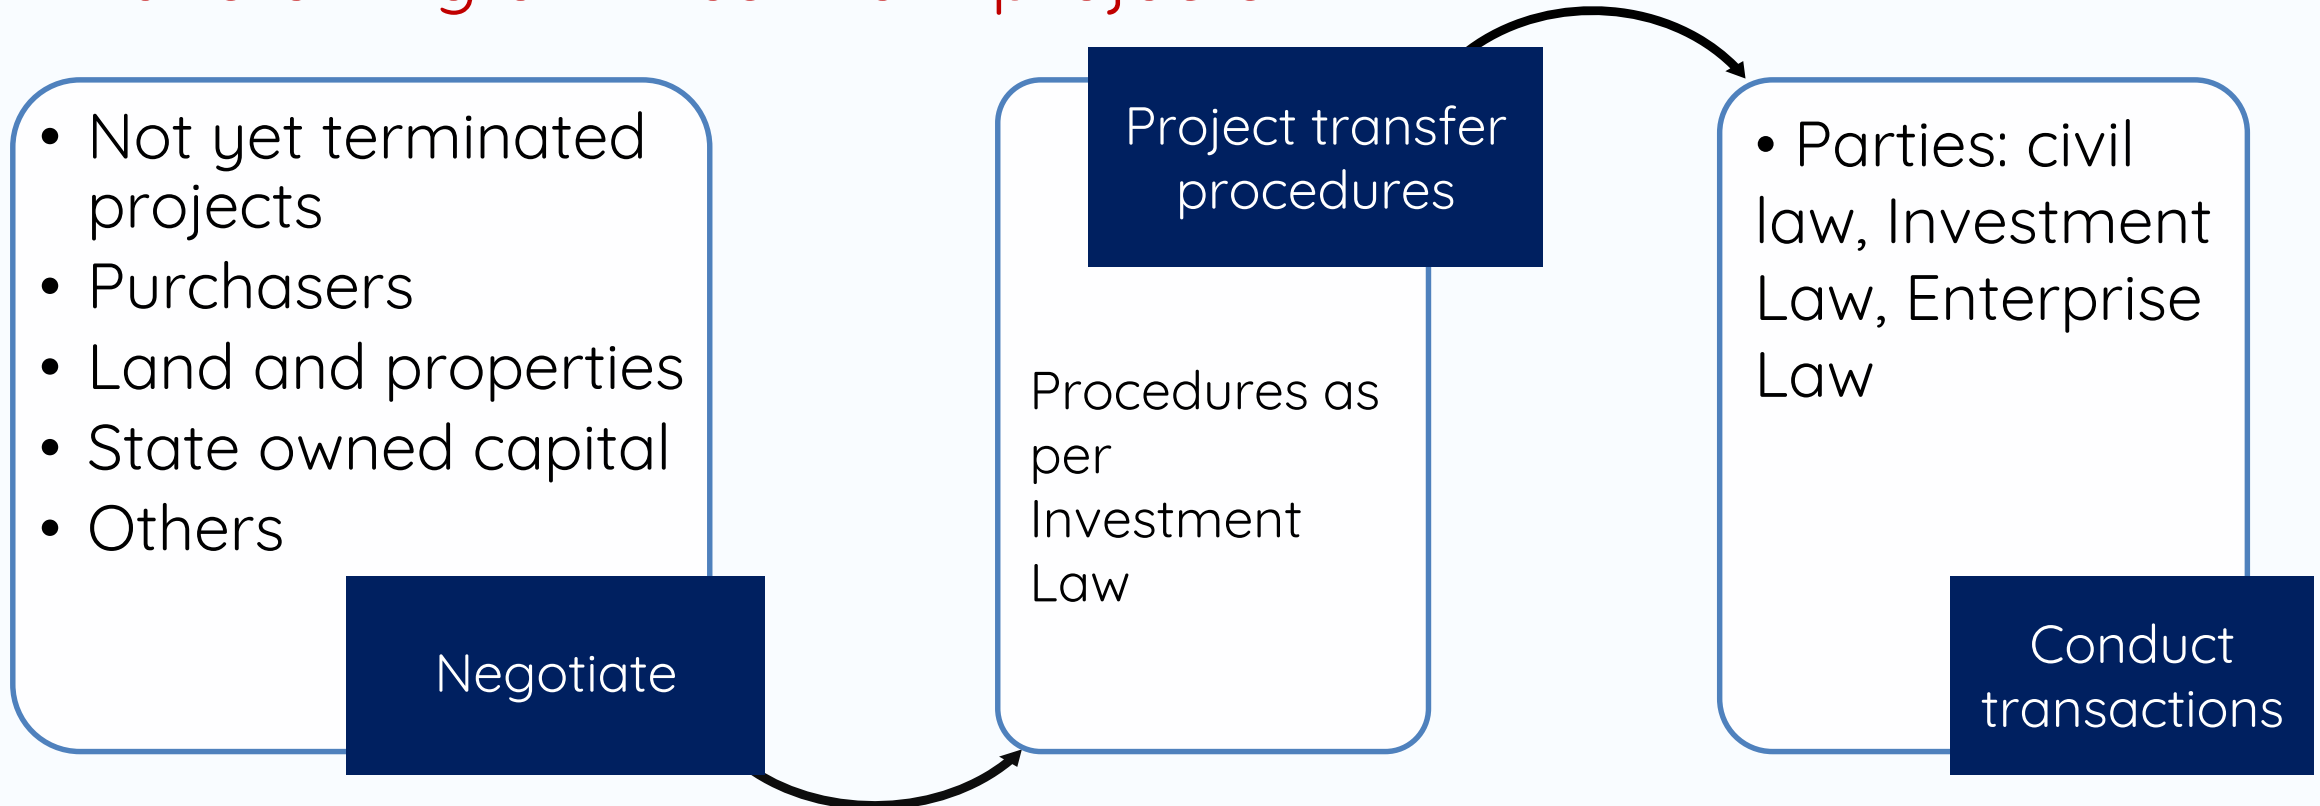 • Not yet terminated
projects
• Purchasers
• Land and properties
• State owned capital
• Others
Negotiate
Project transfer
procedures
Procedures as
per
Investment
Law
• Parties: civil
law, Investment
Law, Enterprise
Law
Conduct
transactions